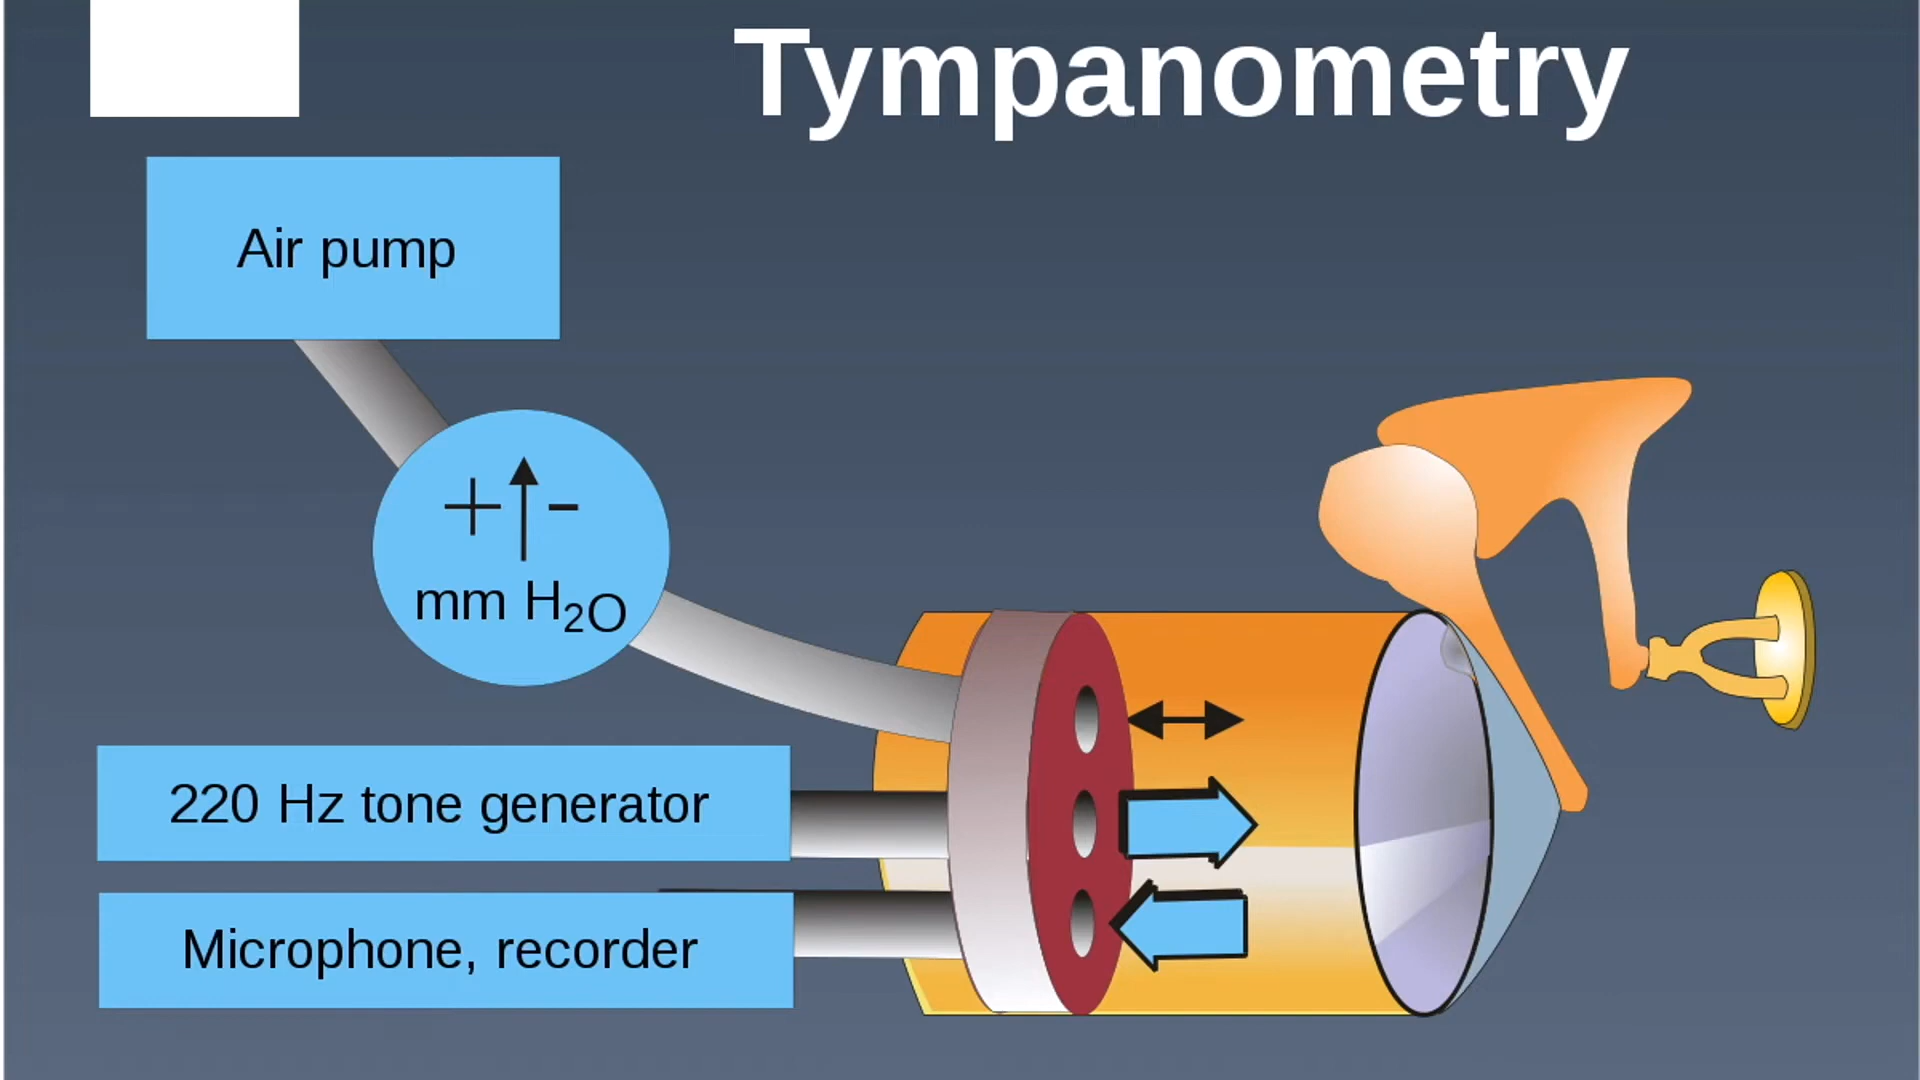 Tympanometry
Air pump
+ -
mm H₂O
220 Hz tone generator
Microphone, recorder